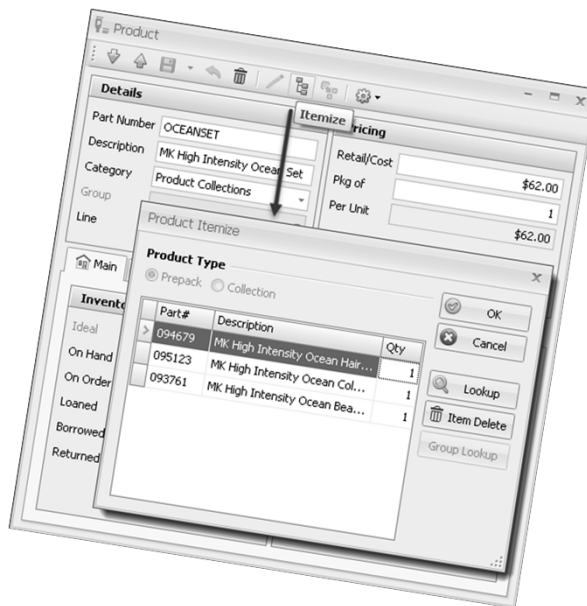 Product
Itemize
Details
Part Number OCEANSET
Description MK High Intensity Ocean Set
Category Product Collections
Group
Line
Pricing
Retail/Cost $62.00
Pkg of 1
Per Unit $62.00
Main
Ideal
On Hand
On Order
Loaned
Borrowed
Returned
Product Itemize
Product Type
Prepack Collection
Part# Description Qty
094679 MK High Intensity Ocean Hair... 1
095123 MK High Intensity Ocean Col... 1
093761 MK High Intensity Ocean Bea... 1
OK
Cancel
Lookup
Item Delete
Group Lookup